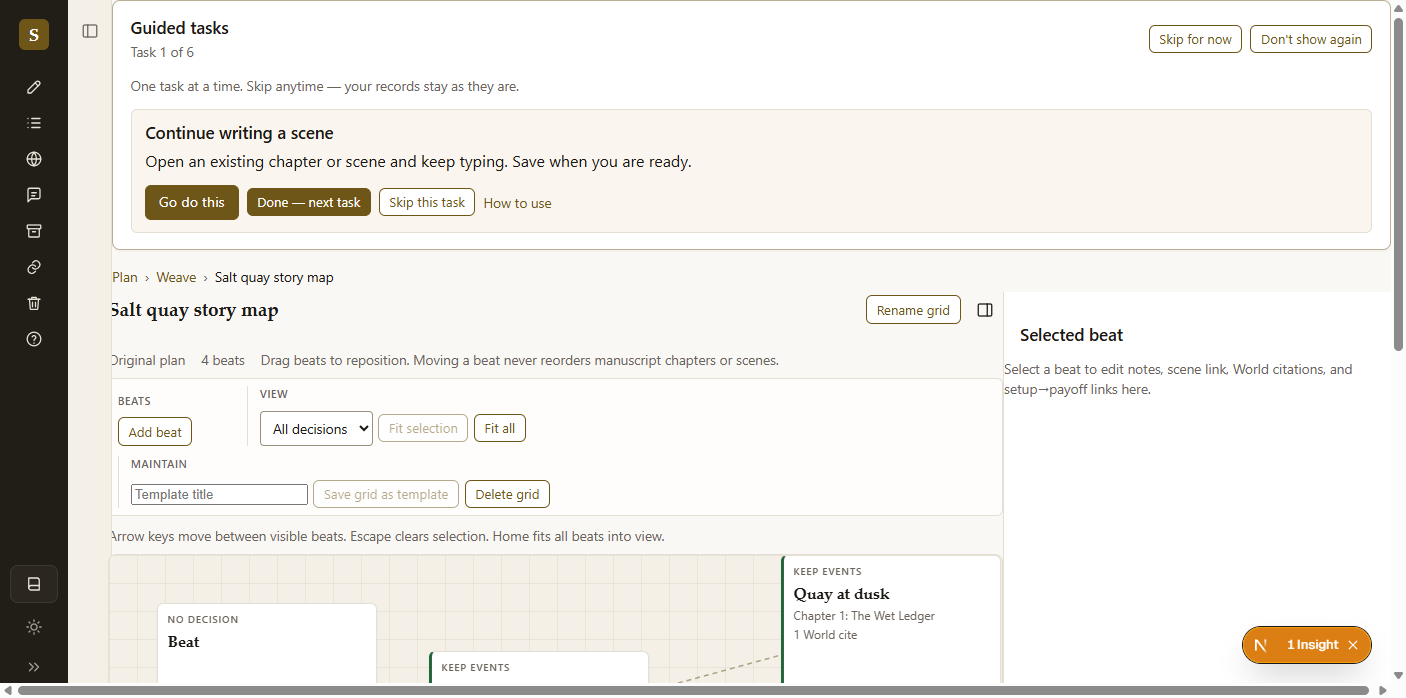 S
Guided tasks
Task 1 of 6
Skip for now
Don't show again
One task at a time. Skip anytime — your records stay as they are.
Continue writing a scene
Open an existing chapter or scene and keep typing. Save when you are ready.
Go do this
Done — next task
Skip this task
How to use
Plan › Weave › Salt quay story map
Salt quay story map
Rename grid
Original plan 4 beats Drag beats to reposition. Moving a beat never reorders manuscript chapters or scenes.
BEATS
Add beat
VIEW
All decisions
Fit selection
Fit all
MAINTAIN
Template title
Save grid as template
Delete grid
Arrow keys move between visible beats. Escape clears selection. Home fits all beats into view.
NO DECISION
Beat
KEEP EVENTS
KEEP EVENTS
Quay at dusk
Chapter 1: The Wet Ledger
1 World cite
Selected beat
Select a beat to edit notes, scene link, World citations, and
setup→payoff links here.
1 Insight